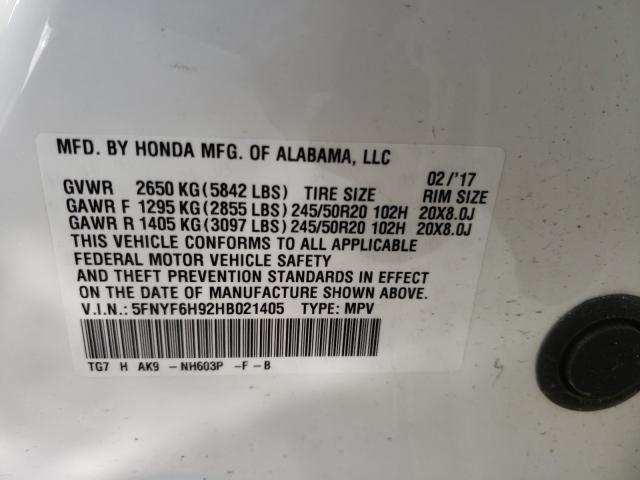 MFD. BY HONDA MFG. OF ALABAMA, LLC 02/'17
GVWR 2650 KG (5842 LBS) TIRE SIZE RIM SIZE
GAWR F 1295 KG (2855 LBS) 245/50R20 102H 20X8.0J
GAWR R 1405 KG (3097 LBS) 245/50R20 102H 20X8.0J
THIS VEHICLE CONFORMS TO ALL APPLICABLE
FEDERAL MOTOR VEHICLE SAFETY
AND THEFT PREVENTION STANDARDS IN EFFECT
ON THE DATE OF MANUFACTURE SHOWN ABOVE.
V.I.N.: 5FNYF6H92HB021405 TYPE: MPV
TG7 H AK9 - NH603P - F - B